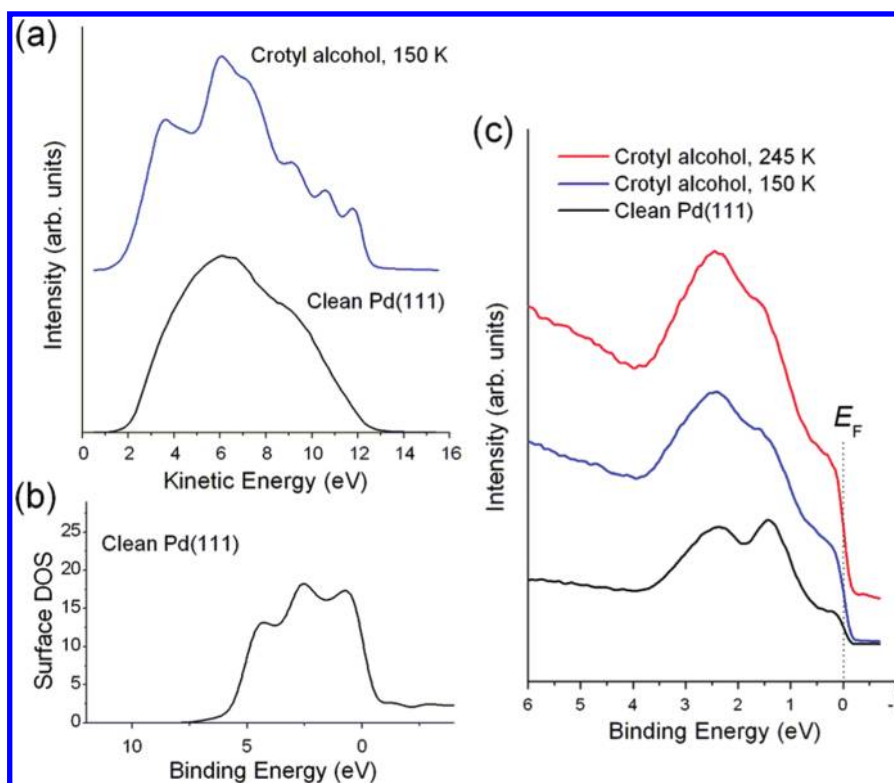 (a)
Crotyl alcohol, 150 K
Clean Pd(111)
Intensity (arb. units)
0 2 4 6 8 10 12 14 16
Kinetic Energy (eV)
(b)
Clean Pd(111)
Surface DOS
25
20
15
10
5
0
10 5 0
Binding Energy (eV)
(c)
Crotyl alcohol, 245 K
Crotyl alcohol, 150 K
Clean Pd(111)
EF
Intensity (arb. units)
6 5 4 3 2 1 0 -
Binding Energy (eV)